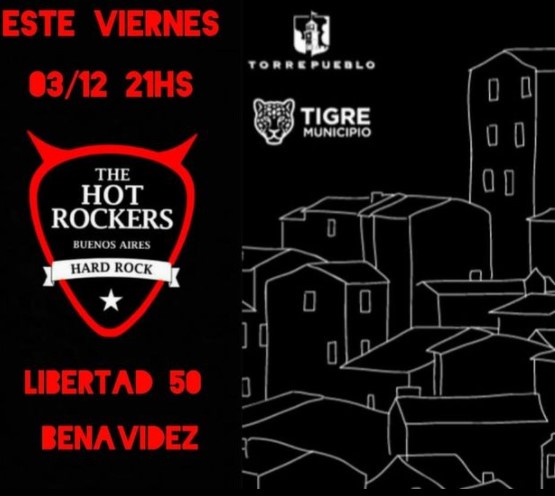 ESTE VIERNES
03/12 21HS
THE
HOT
ROCKERS
BUENOS AIRES
HARD ROCK
LIBERTAD 50
BENAVIDEZ
TORREPUEBLO
TIGRE
MUNICIPIO